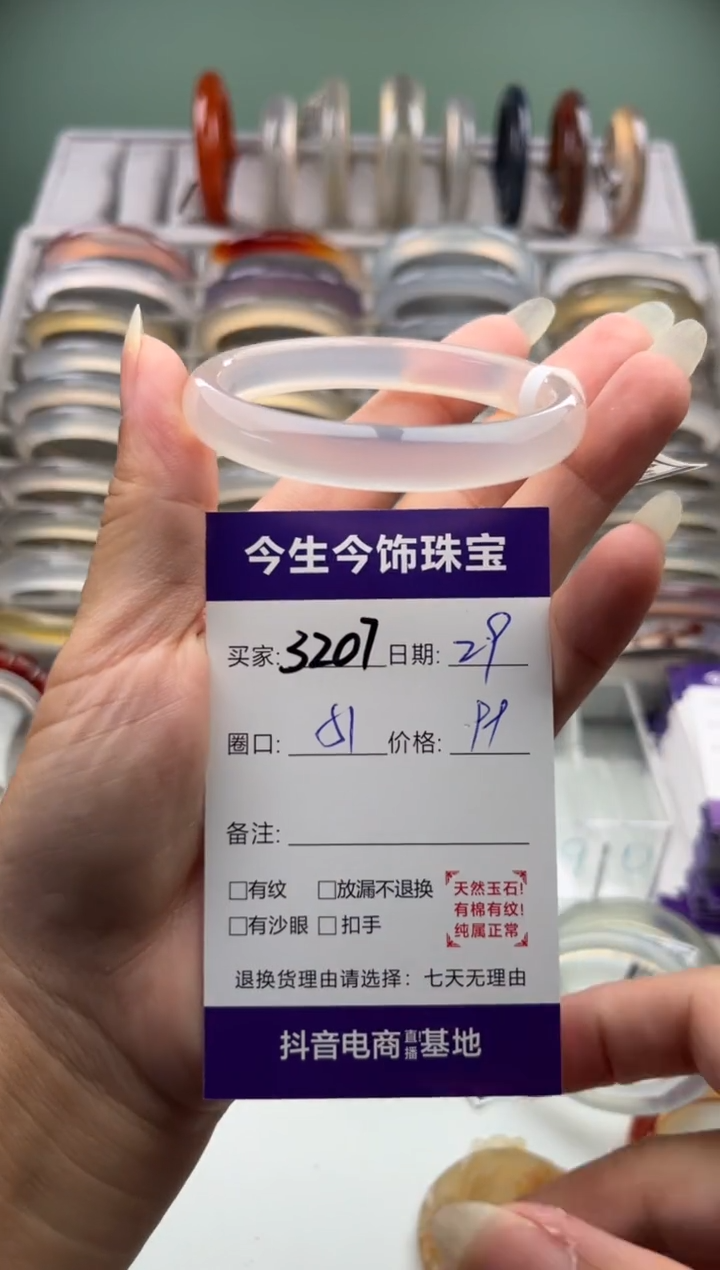 今生今饰珠宝
买家:3207 日期:29
圈口:51 价格:
备注:
□有纹 □放漏不退换
□有沙眼 □扣手
天然玉石!
有棉有纹!
纯属正常
退换货理由请选择：七天无理由
抖音电商直播基地